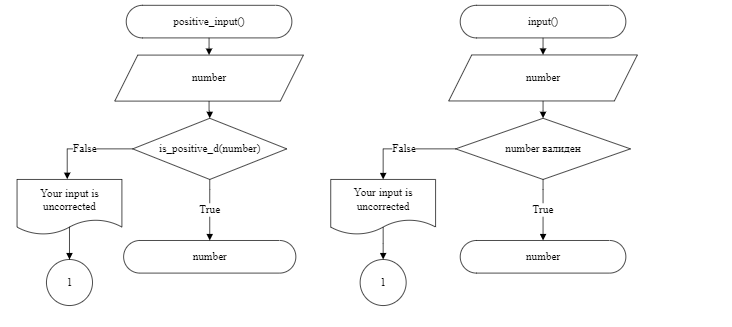 positive_input()
number
is_positive_d(number)
False
Your input is
uncorrected
True
number
1
input()
number
number валиден
False
Your input is
uncorrected
True
number
1